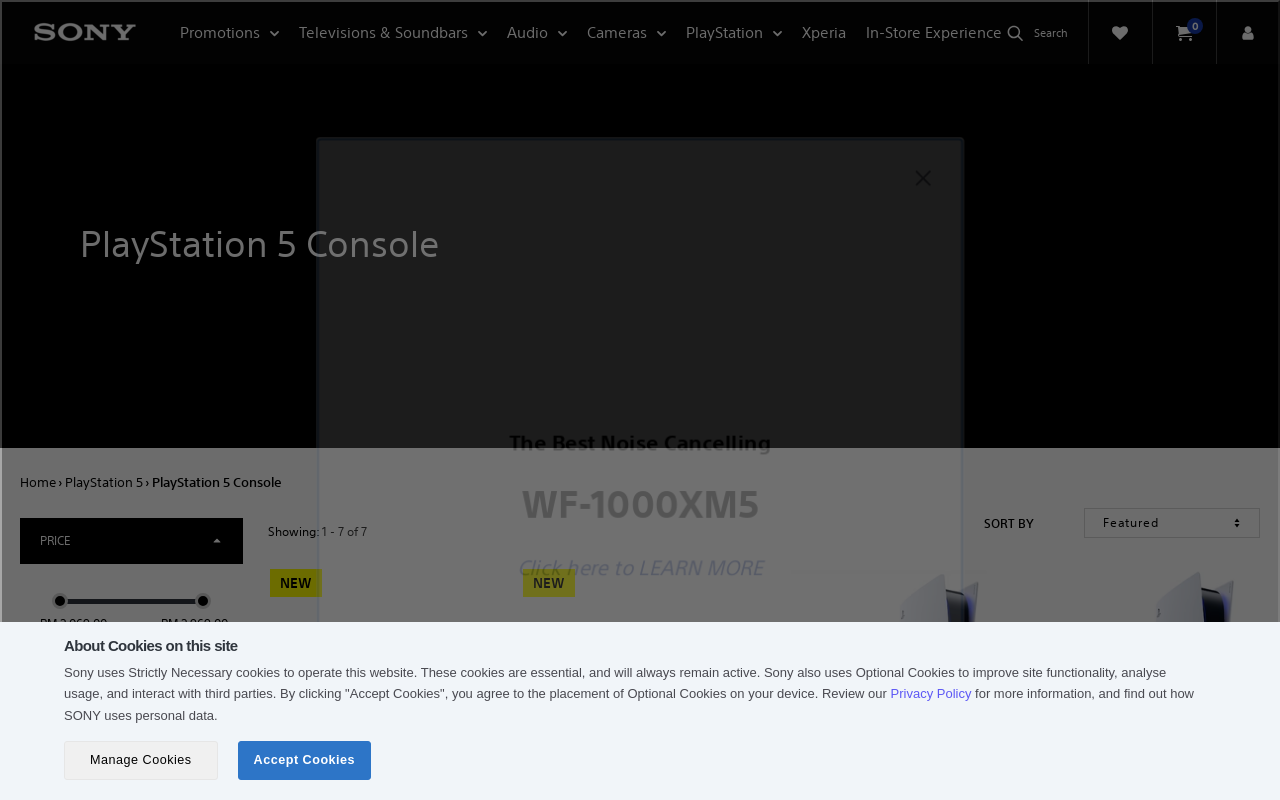 SONY
Promotions
Televisions & Soundbars
Audio
Cameras
PlayStation
Xperia
In-Store Experience
Search
0
PlayStation 5 Console
The Best Noise Cancelling
WF-1000XM5
Click here to LEARN MORE
Home › PlayStation 5 › PlayStation 5 Console
PRICE
Showing: 1 - 7 of 7
SORT BY
Featured
NEW
NEW
About Cookies on this site
Sony uses Strictly Necessary cookies to operate this website. These cookies are essential, and will always remain active. Sony also uses Optional Cookies to improve site functionality, analyse
usage, and interact with third parties. By clicking "Accept Cookies", you agree to the placement of Optional Cookies on your device. Review our Privacy Policy for more information, and find out how
SONY uses personal data.
Manage Cookies
Accept Cookies